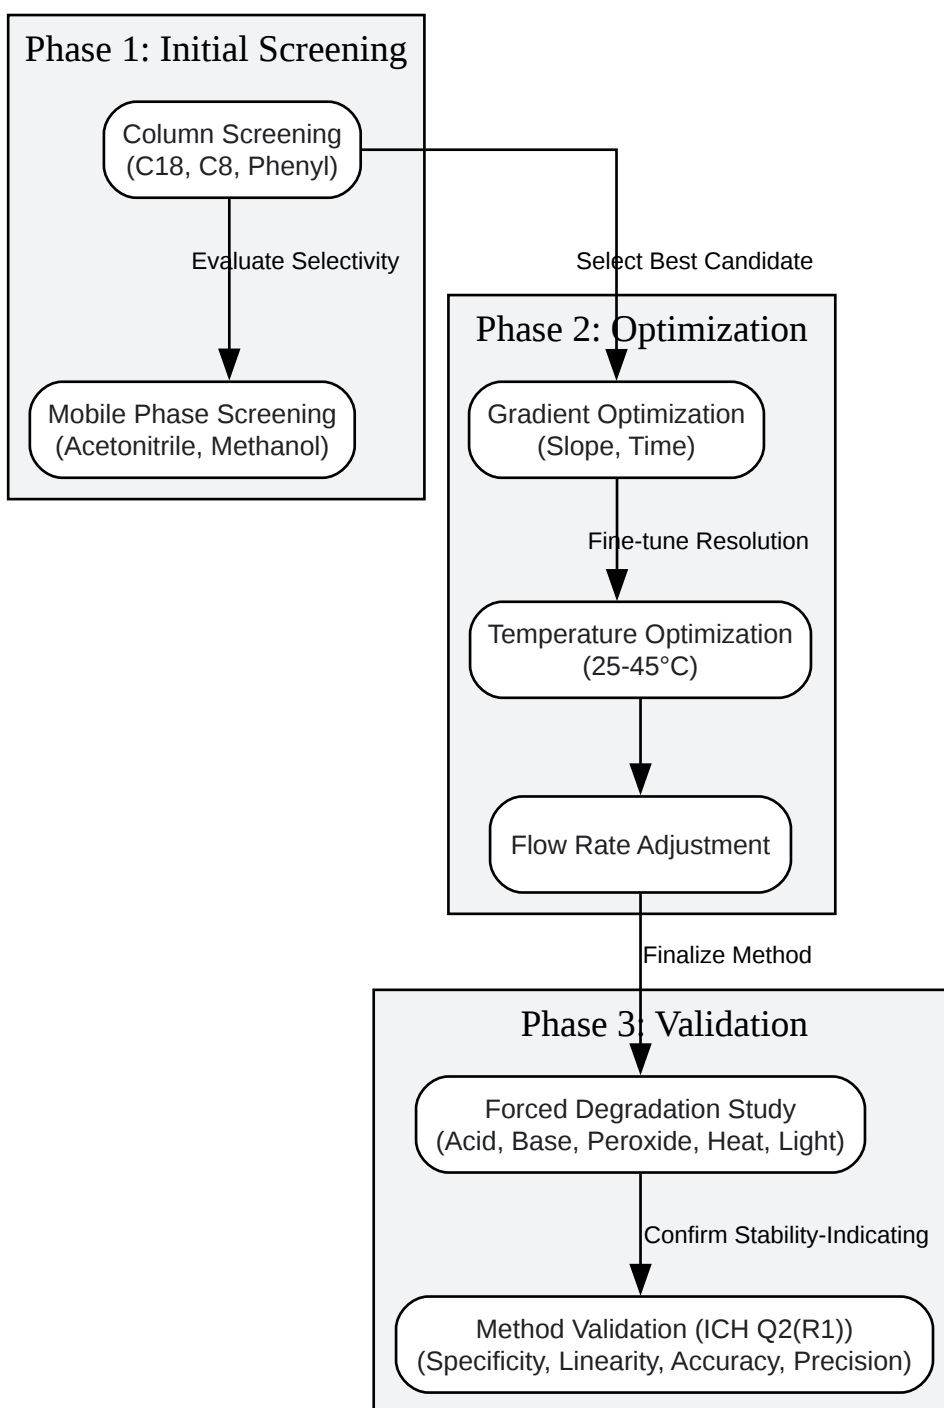 Phase 1: Initial Screening
Column Screening
(C18, C8, Phenyl)
Evaluate Selectivity
Select Best Candidate
Mobile Phase Screening
(Acetonitrile, Methanol)
Phase 2: Optimization
Gradient Optimization
(Slope, Time)
Fine-tune Resolution
Temperature Optimization
(25-45°C)
Flow Rate Adjustment
Finalize Method
Phase 3: Validation
Forced Degradation Study
(Acid, Base, Peroxide, Heat, Light)
Confirm Stability-Indicating
Method Validation (ICH Q2(R1))
(Specificity, Linearity, Accuracy, Precision)